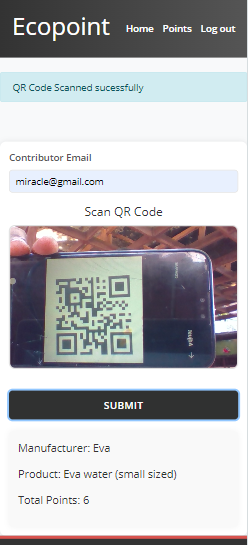 Ecopoint
Home Points Log out
QR Code Scanned sucessfully
Contributor Email
miracle@gmail.com
Scan QR Code
SUBMIT
Manufacturer: Eva
Product: Eva water (small sized)
Total Points: 6